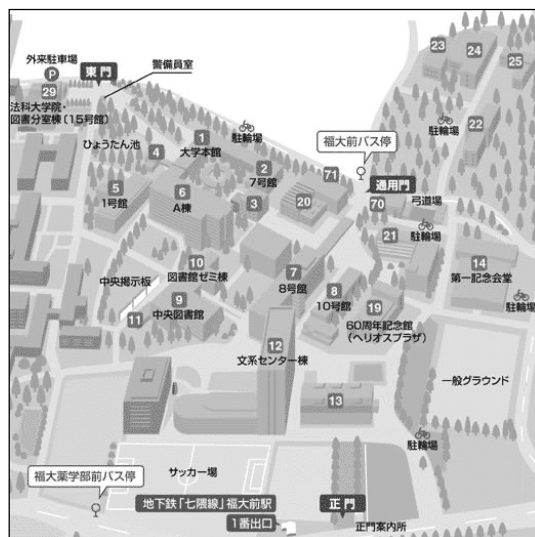 外来駐車場
P
東門
警備員室
29
法科大学院・
図書分室棟〔15号館〕
ひょうたん池
4
1
大学本館
駐輪場
2
7号館
71
福大前バス停
23
24
25
駐輪場
22
通用門
弓道場
70
5
1号館
6
A棟
3
20
21
駐輪場
10
図書館ゼミ棟
7
8号館
8
10号館
14
第一記念会堂
駐輪場
中央掲示板
11
9
中央図書館
19
60周年記念館
（ヘリオスプラザ）
12
文系センター棟
13
一般グラウンド
駐輪場
サッカー場
福大薬学部前バス停
地下鉄「七隈線」福大前駅
1番出口
正門
正門案内所